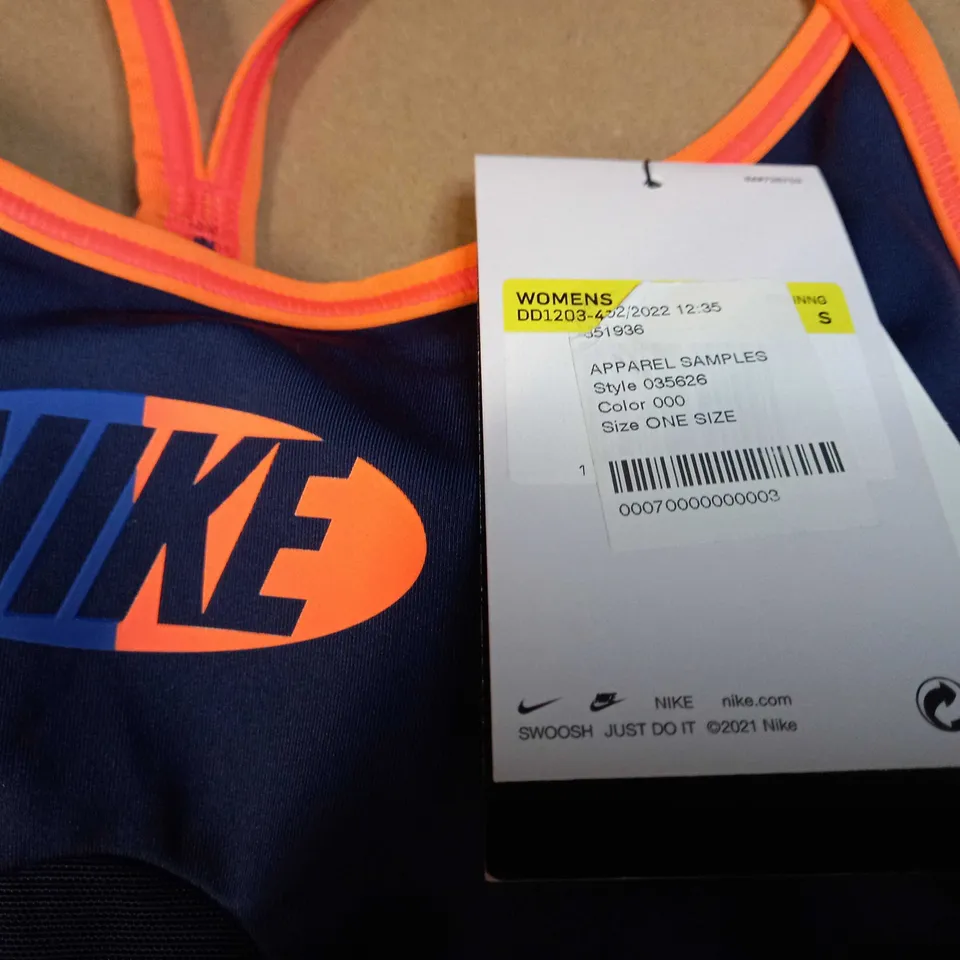 NIKE
WOMENS
INNG
DD1203-4 02/2022 12:35
S
351936
APPAREL SAMPLES
Style 035626
Color 000
Size ONE SIZE
1
00070000000003
NIKE nike.com
SWOOSH JUST DO IT ©2021 Nike